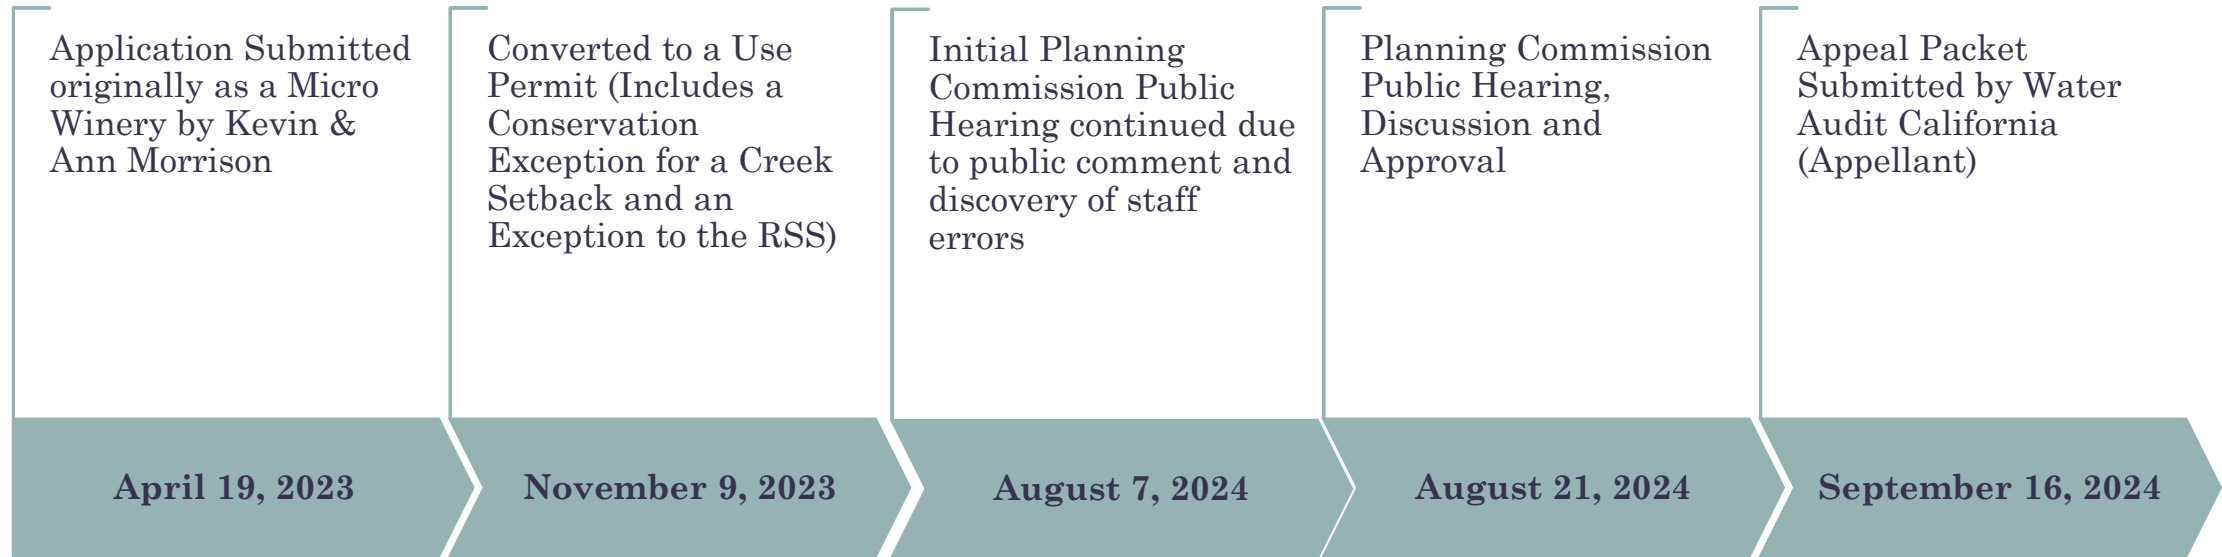 Application Submitted
originally as a Micro
Winery by Kevin &
Ann Morrison
April 19, 2023
Converted to a Use
Permit (Includes a
Conservation
Exception for a Creek
Setback and an
Exception to the RSS)
November 9, 2023
Initial Planning
Commission Public
Hearing continued due
to public comment and
discovery of staff
errors
August 7, 2024
Planning Commission
Public Hearing,
Discussion and
Approval
August 21, 2024
Appeal Packet
Submitted by Water
Audit California
(Appellant)
September 16, 2024